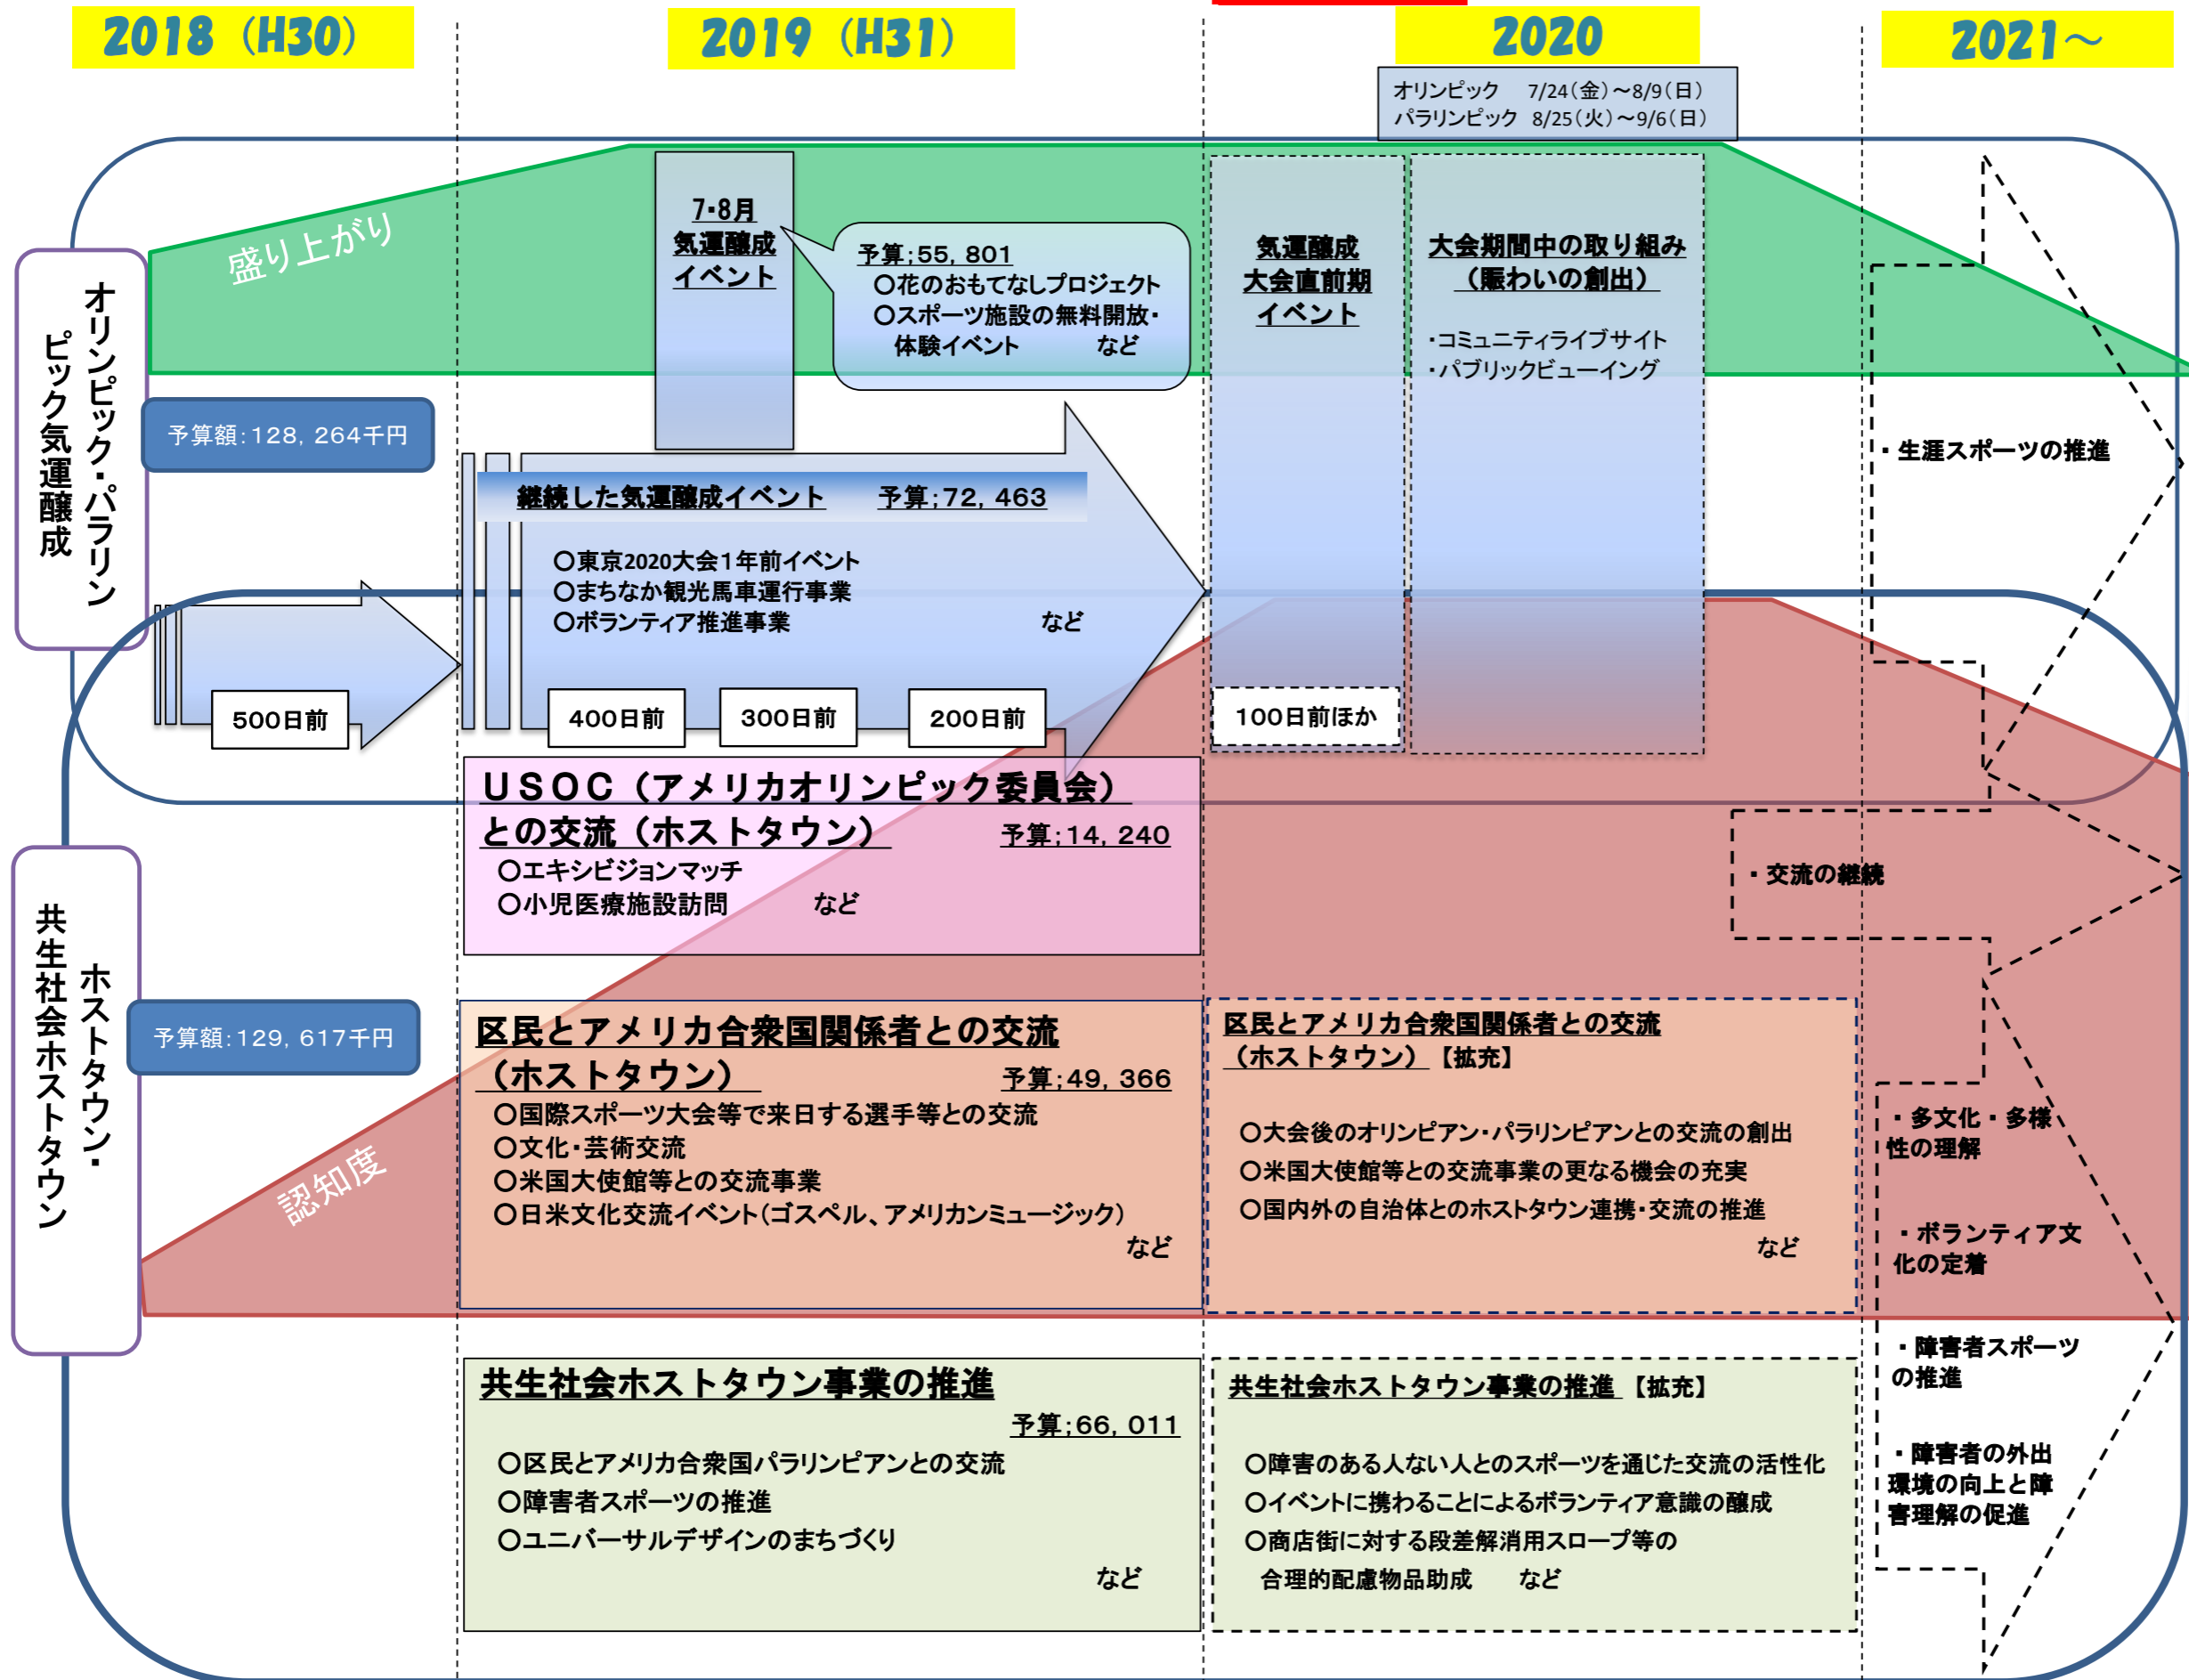 2018（H30）
2019（H31）
2020
2021～
オリンピック　7/24（金）～8/9（日）
パラリンピック　8/25（火）～9/6（日）
オリンピック・パラリン
ピック気運醸成
盛り上がり
予算額：128，264千円
7・8月
気運醸成
イベント
予算；55，801
○花のおもてなしプロジェクト
○スポーツ施設の無料開放・
体験イベント　　など
気運醸成
大会直前期
イベント
大会期間中の取り組み
（賑わいの創出）
・コミュニティライブサイト
・パブリックビューイング
継続した気運醸成イベント　予算；72，463
○東京2020大会1年前イベント
○まちなか観光馬車運行事業
○ボランティア推進事業　　など
500日前
400日前
300日前
200日前
100日前ほか
・生涯スポーツの推進
ホストタウン・
共生社会ホストタウン
予算額：129，617千円
認知度
ＵＳＯＣ（アメリカオリンピック委員会）
との交流（ホストタウン）　予算；14，240
○エキシビジョンマッチ
○小児医療施設訪問　　など
・交流の継続
区民とアメリカ合衆国関係者との交流
（ホストタウン）　予算；49，366
○国際スポーツ大会等で来日する選手等との交流
○文化・芸術交流
○米国大使館等との交流事業
○日米文化交流イベント（ゴスペル、アメリカンミュージック）
など
区民とアメリカ合衆国関係者との交流
（ホストタウン）【拡充】
○大会後のオリンピアン・パラリンピアンとの交流の創出
○米国大使館等との交流事業の更なる機会の充実
○国内外の自治体とのホストタウン連携・交流の推進
など
・多文化・多様
性の理解
・ボランティア文
化の定着
・障害者スポーツ
の推進
・障害者の外出
環境の向上と障
害理解の促進
共生社会ホストタウン事業の推進
予算；66，011
○区民とアメリカ合衆国パラリンピアンとの交流
○障害者スポーツの推進
○ユニバーサルデザインのまちづくり
など
共生社会ホストタウン事業の推進【拡充】
○障害のある人ない人とのスポーツを通じた交流の活性化
○イベントに携わることによるボランティア意識の醸成
○商店街に対する段差解消用スロープ等の
合理的配慮物品助成　　など